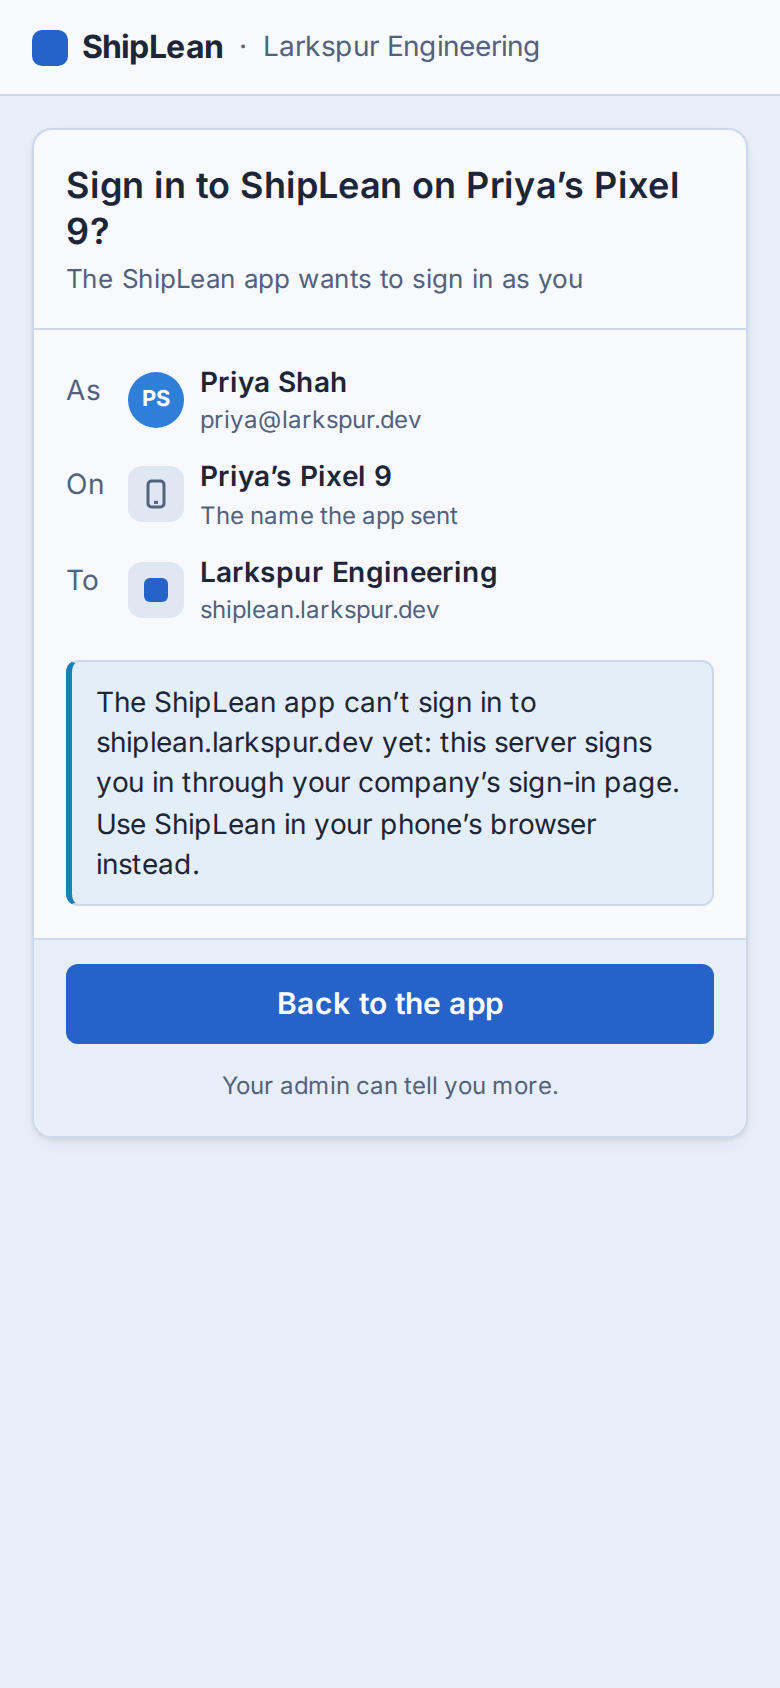 ShipLean · Larkspur Engineering
Sign in to ShipLean on Priya’s Pixel
9?
The ShipLean app wants to sign in as you
As
PS
Priya Shah
priya@larkspur.dev
On
Priya’s Pixel 9
The name the app sent
To
Larkspur Engineering
shiplean.larkspur.dev
The ShipLean app can’t sign in to
shiplean.larkspur.dev yet: this server signs
you in through your company’s sign-in page.
Use ShipLean in your phone’s browser
instead.
Back to the app
Your admin can tell you more.